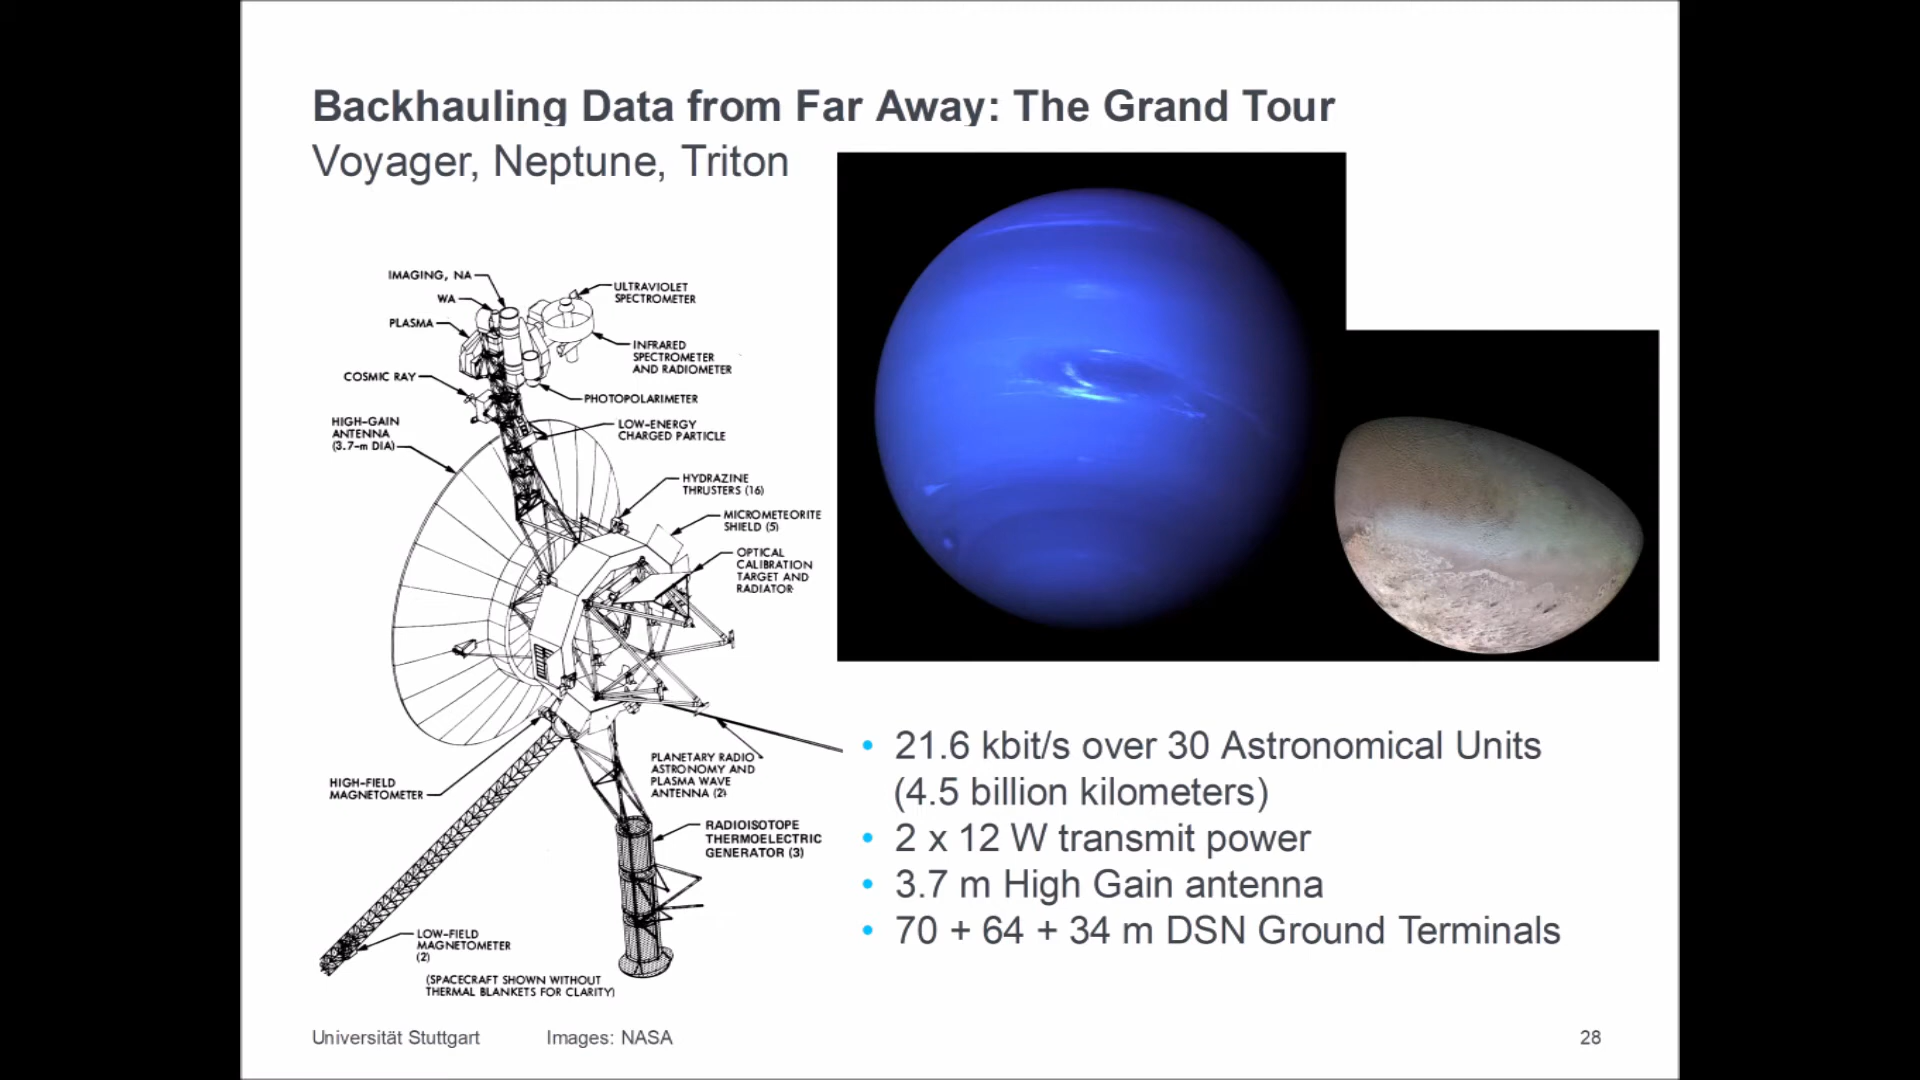 Backhauling Data from Far Away: The Grand Tour
Voyager, Neptune, Triton
IMAGING, NA
WA
PLASMA
COSMIC RAY
HIGH-GAIN
ANTENNA
(3.7-m DIA)
ULTRAVIOLET
SPECTROMETER
INFRARED
SPECTROMETER
AND RADIOMETER
PHOTOPOLARIMETER
LOW-ENERGY
CHARGED PARTICLE
HYDRAZINE
THRUSTERS (16)
MICROMETEORITE
SHIELD (5)
OPTICAL
CALIBRATION
TARGET AND
RADIATOR
HIGH-FIELD
MAGNETOMETER
PLANETARY RADIO
ASTRONOMY AND
PLASMA WAVE
ANTENNA (2)
RADIOISOTOPE
THERMOELECTRIC
GENERATOR (3)
LOW-FIELD
MAGNETOMETER
(2)
(SPACECRAFT SHOWN WITHOUT
THERMAL BLANKETS FOR CLARITY)
• 21.6 kbit/s over 30 Astronomical Units
(4.5 billion kilometers)
• 2 x 12 W transmit power
• 3.7 m High Gain antenna
• 70 + 64 + 34 m DSN Ground Terminals
Universität Stuttgart Images: NASA 28